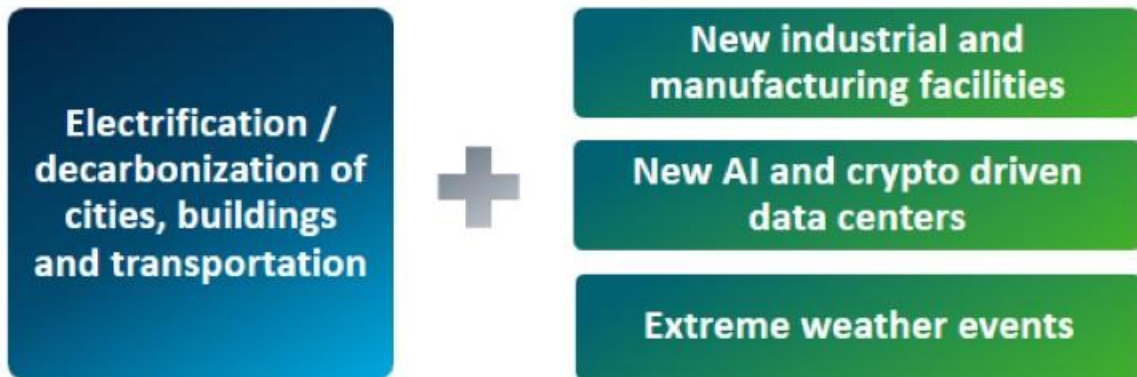 Electrification /
decarbonization of
cities, buildings
and transportation
New industrial and
manufacturing facilities
New AI and crypto driven
data centers
Extreme weather events